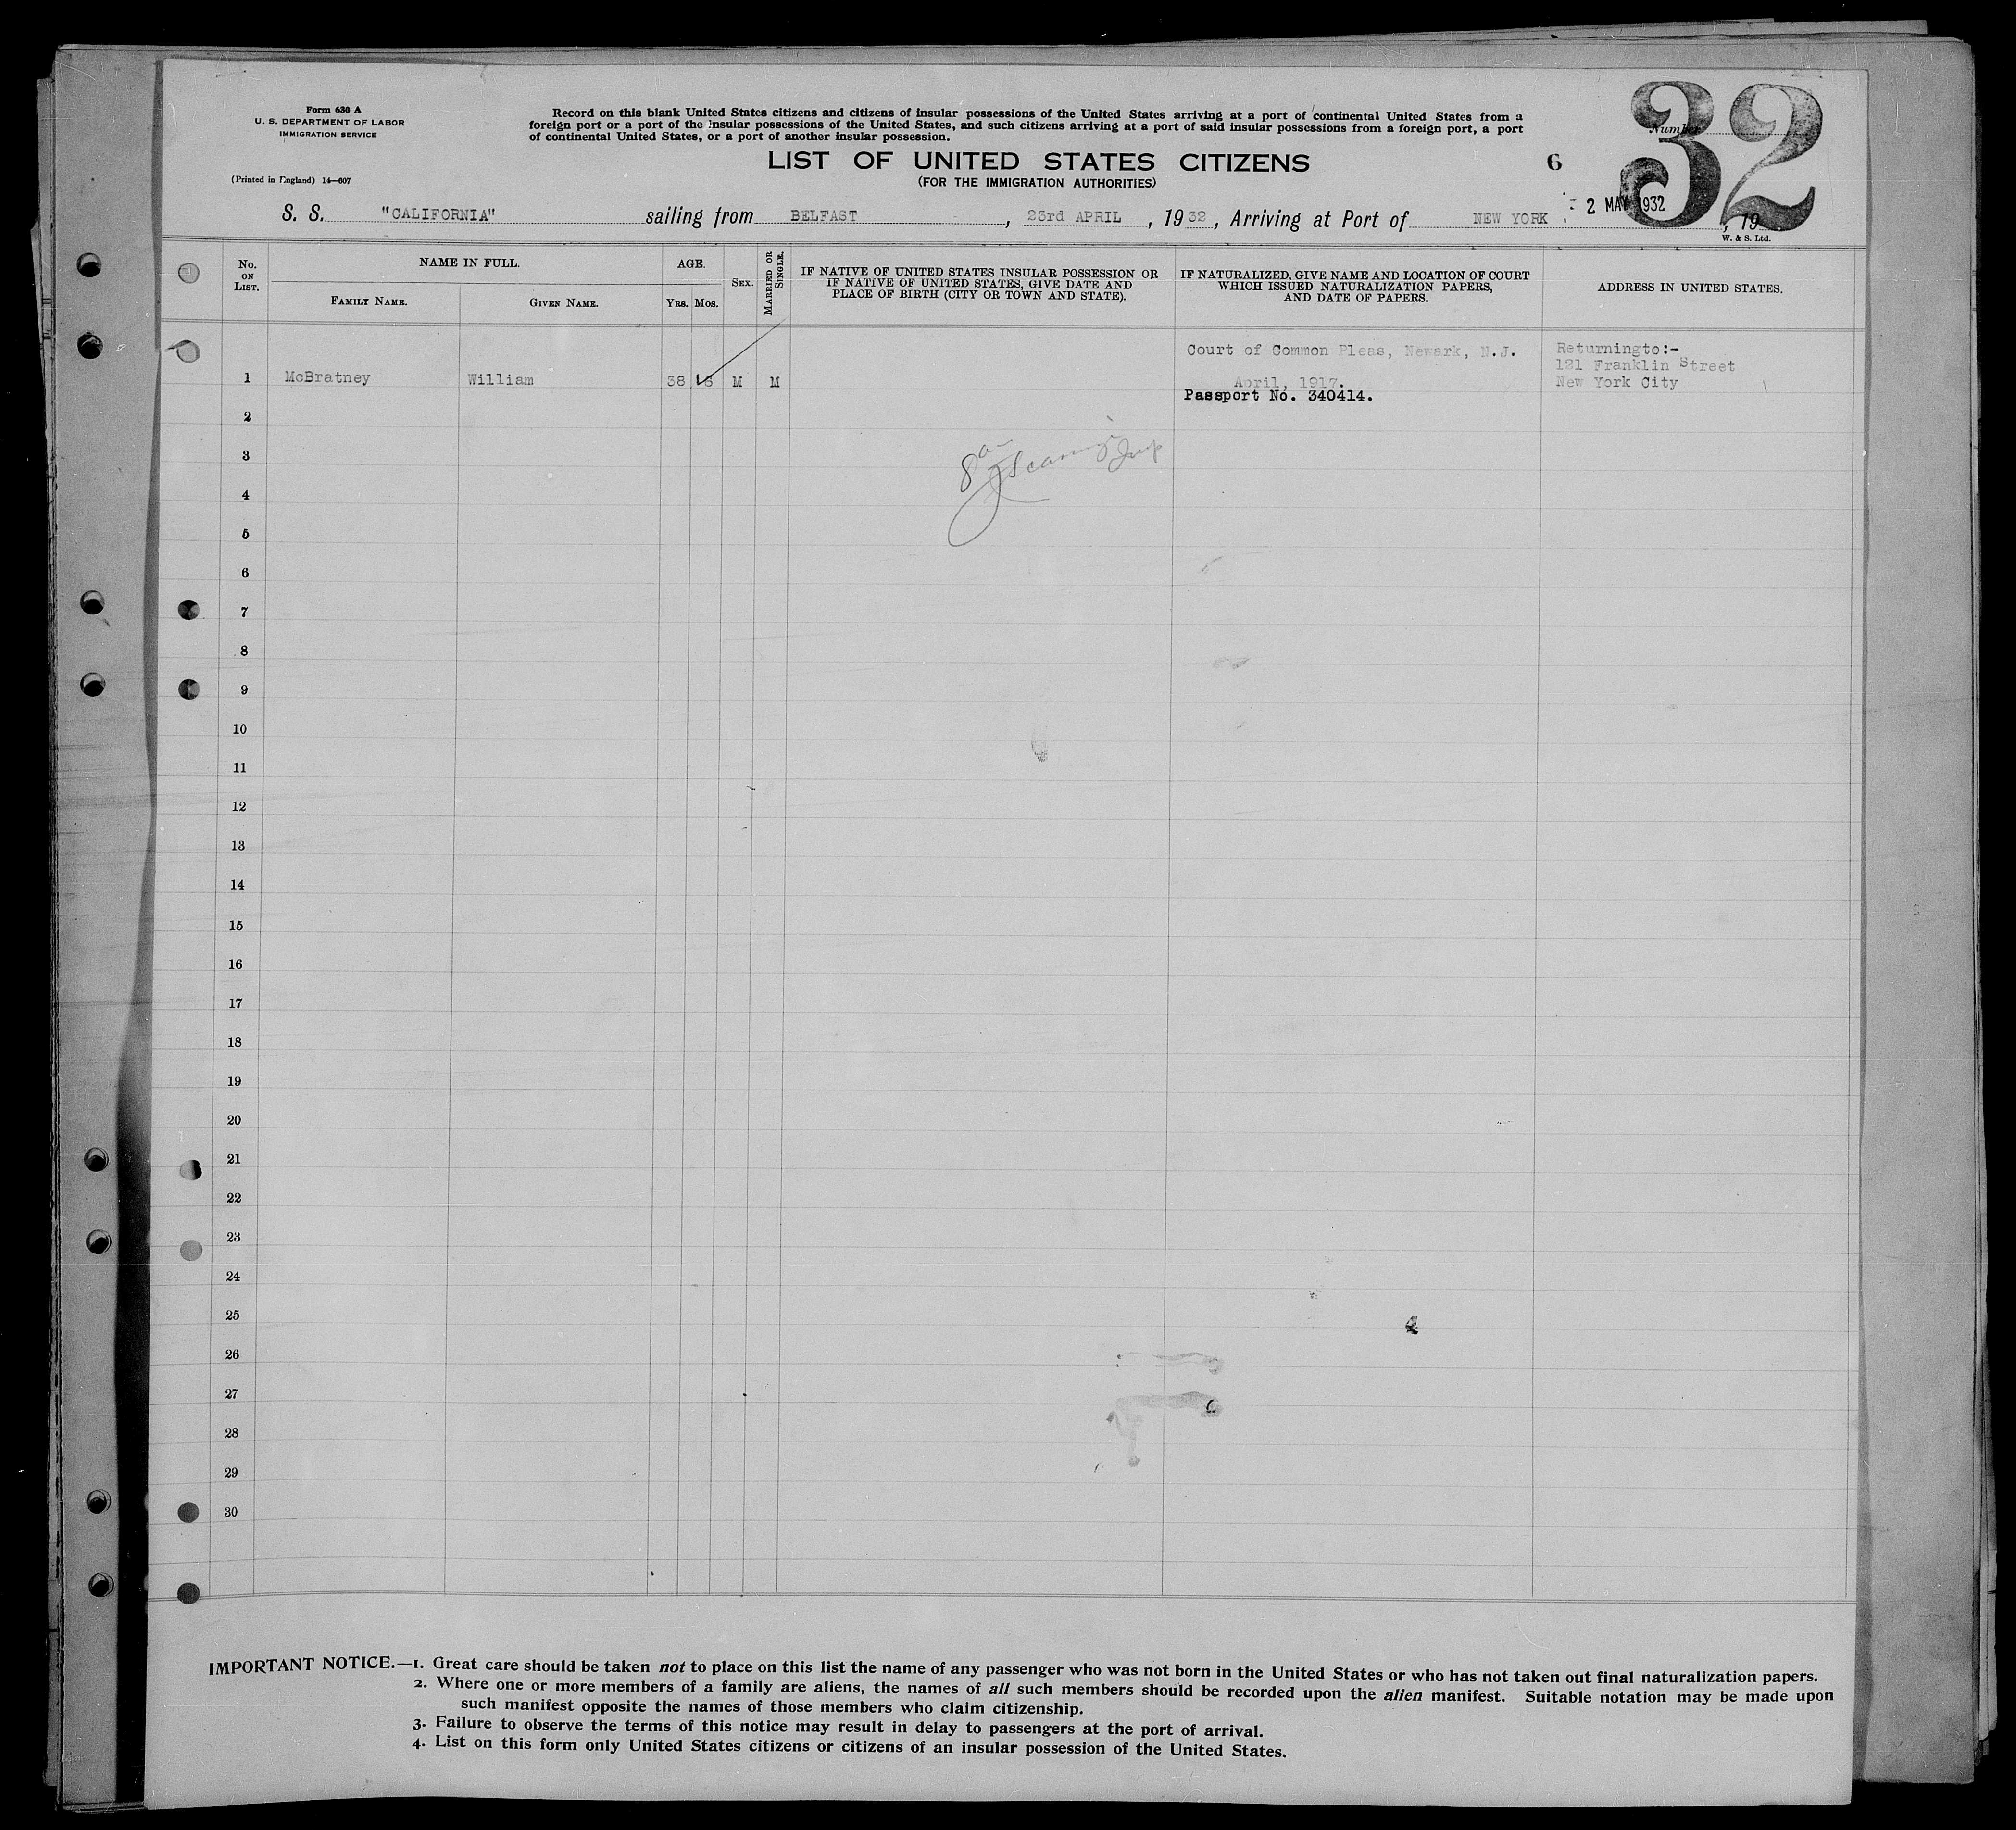 Form 630 A
U. S. DEPARTMENT OF LABOR
IMMIGRATION SERVICE
(Printed in England) 14—607
Record on this blank United States citizens and citizens of insular possessions of the United States arriving at a port of continental United States from a
foreign port or a port of the insular possessions of the United States, and such citizens arriving at a port of said insular possessions from a foreign port, a port
of continental United States, or a port of another insular possession.
LIST OF UNITED STATES CITIZENS
(FOR THE IMMIGRATION AUTHORITIES)
6
Number
32
S. S. "CALIFORNIA" sailing from BELFAST, 23rd APRIL, 1932, Arriving at Port of NEW YORK, 2 MAY 1932, 19
W. & S. Ltd.
No. ON LIST.
NAME IN FULL.
FAMILY NAME.
GIVEN NAME.
AGE.
YRS. MOS.
SEX.
MARRIED OR SINGLE.
IF NATIVE OF UNITED STATES INSULAR POSSESSION OR
IF NATIVE OF UNITED STATES, GIVE DATE AND
PLACE OF BIRTH (CITY OR TOWN AND STATE).
IF NATURALIZED, GIVE NAME AND LOCATION OF COURT
WHICH ISSUED NATURALIZATION PAPERS,
AND DATE OF PAPERS.
ADDRESS IN UNITED STATES.
1 McBratney William 38 M M
Court of Common Pleas, Newark, N.J.
April, 1917.
Passport No. 340414.
Returningto:-
121 Franklin Street
New York City
2
3
4
5
6
7
8
9
10
11
12
13
14
15
16
17
18
19
20
21
22
23
24
25
26
27
28
29
30
IMPORTANT NOTICE.—1. Great care should be taken not to place on this list the name of any passenger who was not born in the United States or who has not taken out final naturalization papers.
2. Where one or more members of a family are aliens, the names of all such members should be recorded upon the alien manifest. Suitable notation may be made upon
such manifest opposite the names of those members who claim citizenship.
3. Failure to observe the terms of this notice may result in delay to passengers at the port of arrival.
4. List on this form only United States citizens or citizens of an insular possession of the United States.